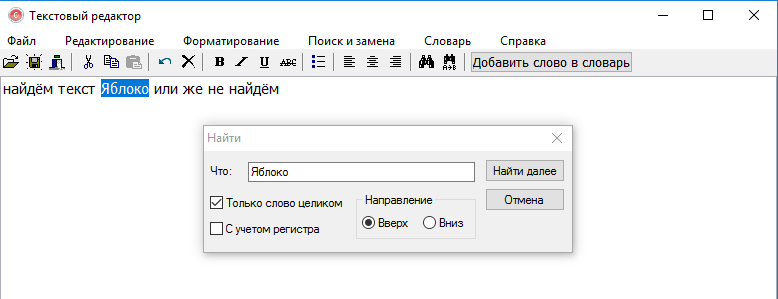 Текстовый редактор
Файл Редактирование Форматирование Поиск и замена Словарь Справка
B I U ABC A→B Добавить слово в словарь
найдём текст Яблоко или же не найдём
Найти
Что: Яблоко Найти далее
Только слово целиком Направление Отмена
С учетом регистра Вверх Вниз